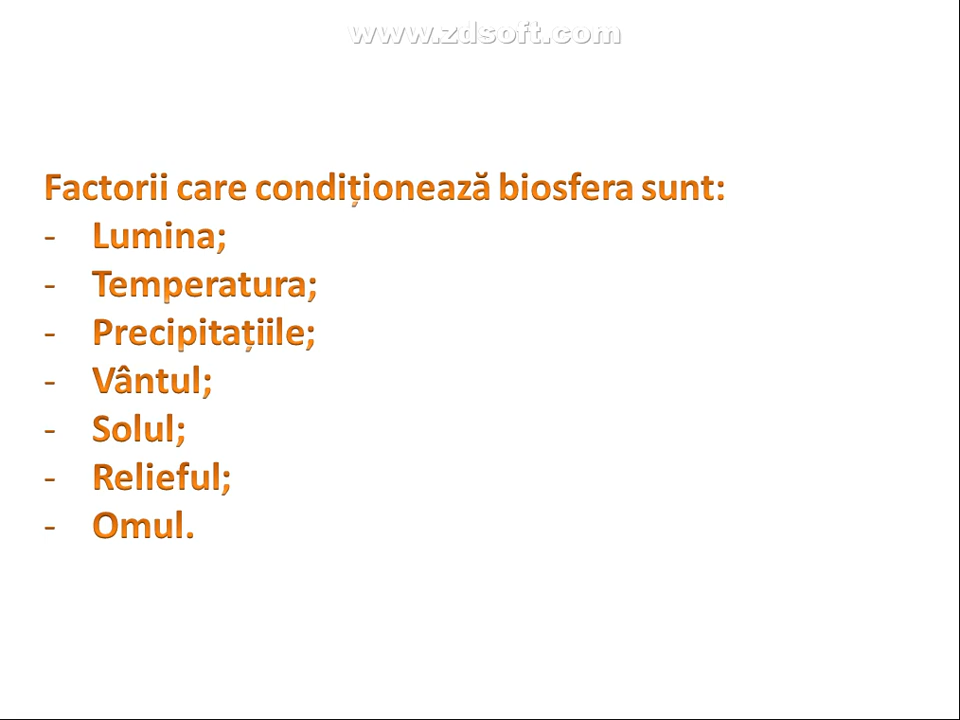 www.zdsoft.com
Factorii care condiționează biosfera sunt:
- Lumina;
- Temperatura;
- Precipitațiile;
- Vântul;
- Solul;
- Relieful;
- Omul.